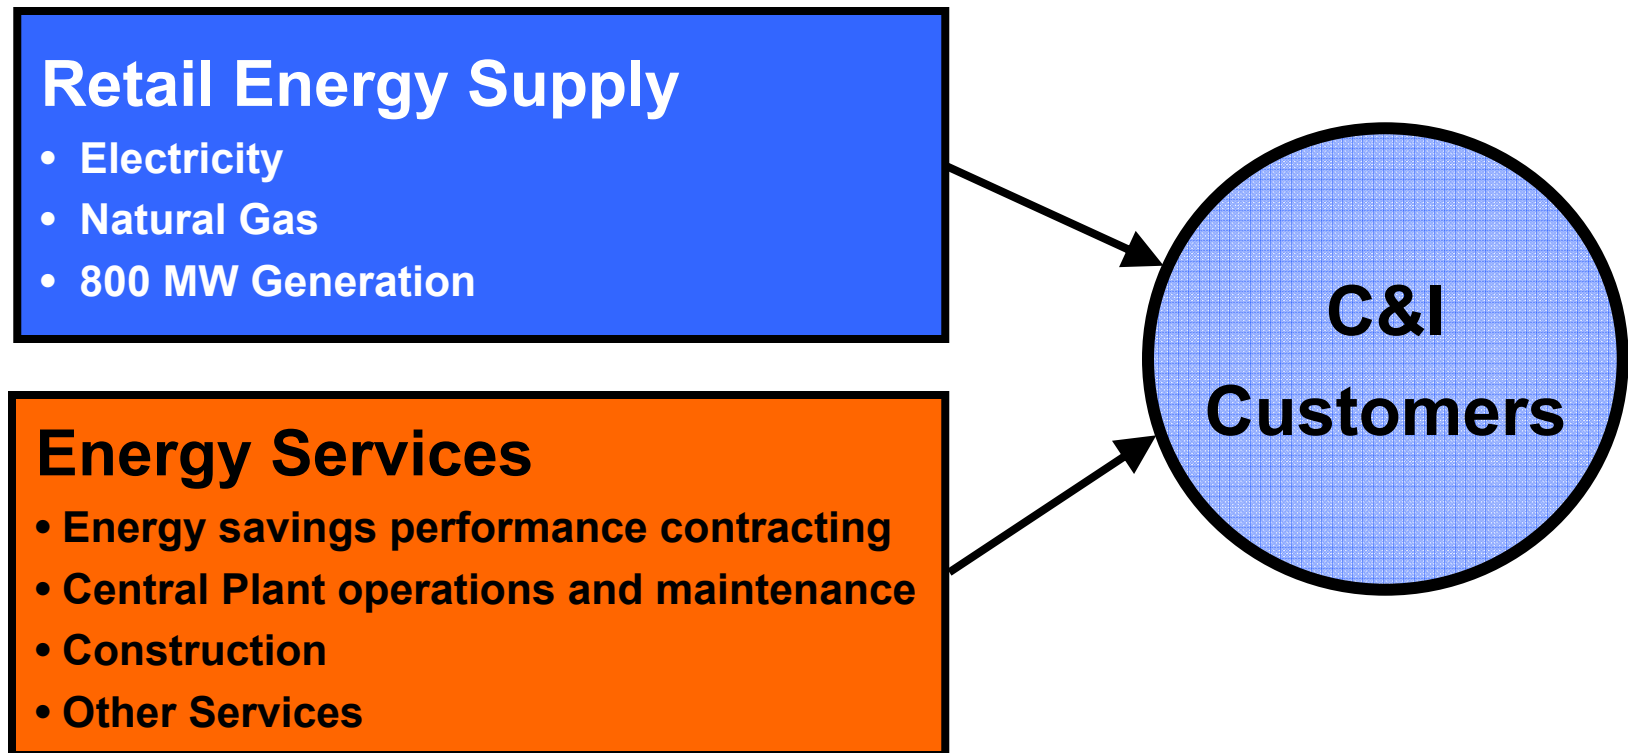 Retail Energy Supply
• Electricity
• Natural Gas
• 800 MW Generation
Energy Services
• Energy savings performance contracting
• Central Plant operations and maintenance
• Construction
• Other Services
C&I
Customers